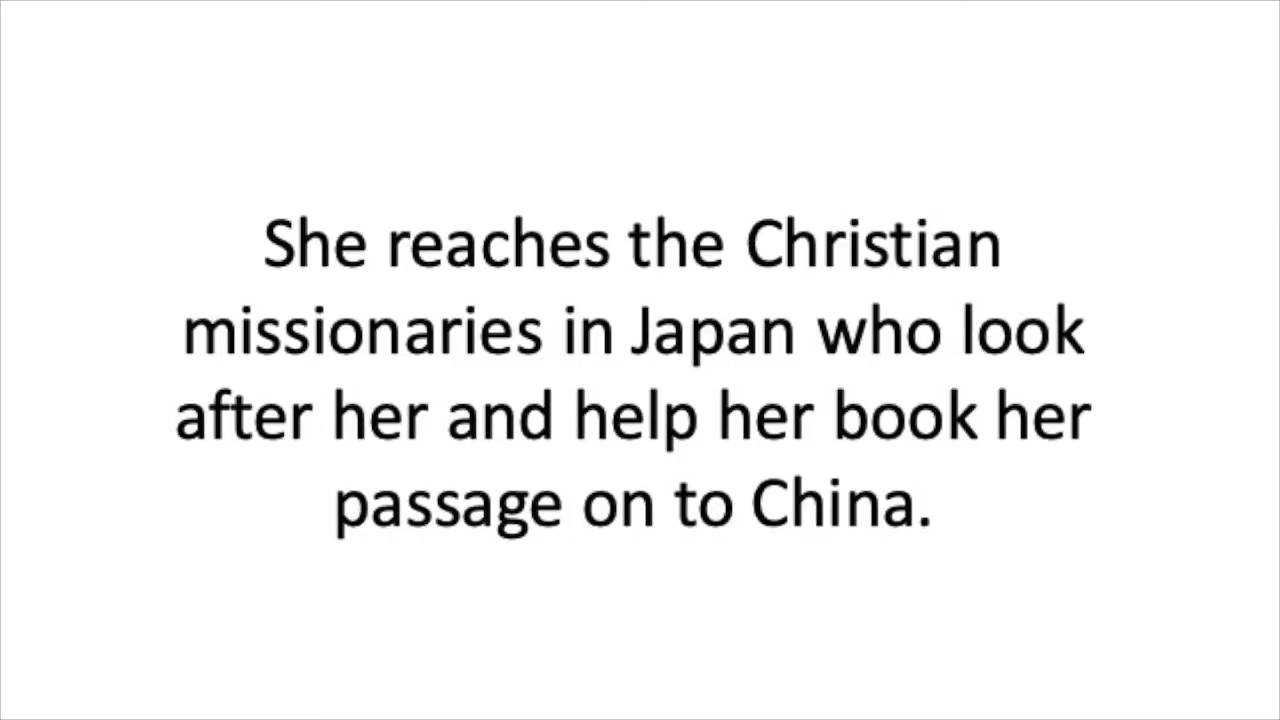 She reaches the Christian
missionaries in Japan who look
after her and help her book her
passage on to China.